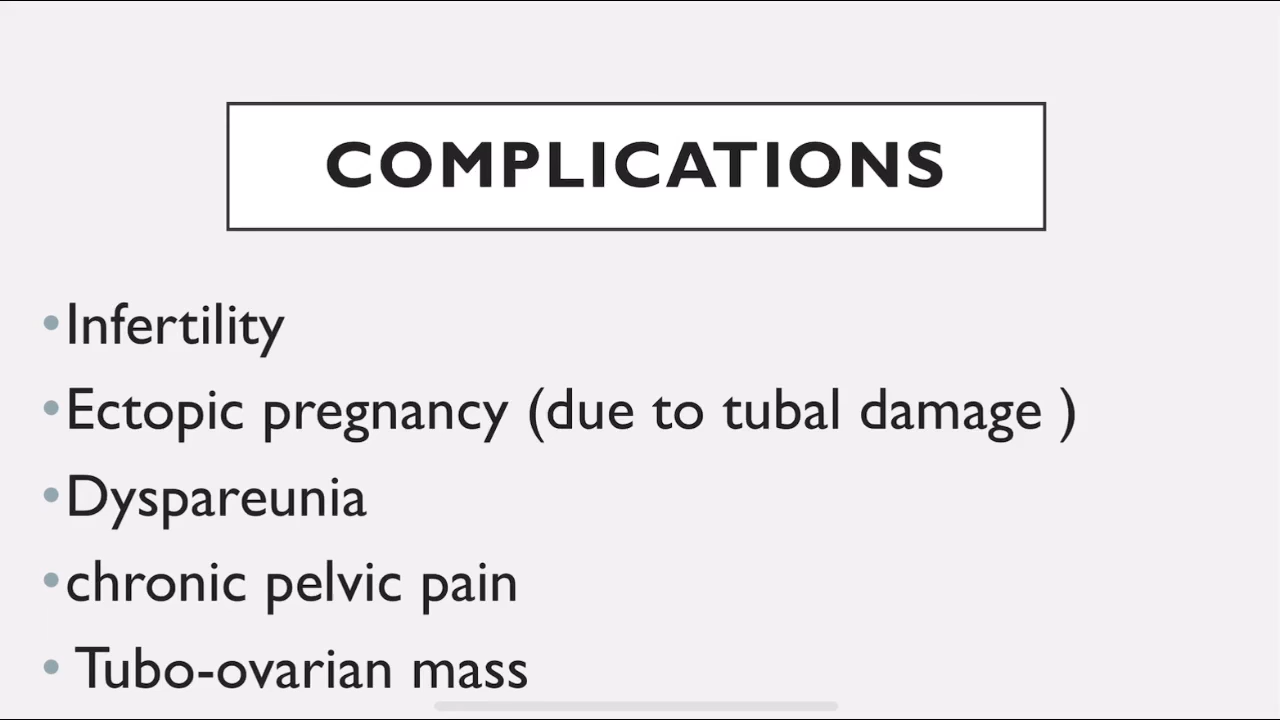 COMPLICATIONS
•Infertility
•Ectopic pregnancy (due to tubal damage )
•Dyspareunia
•chronic pelvic pain
• Tubo-ovarian mass